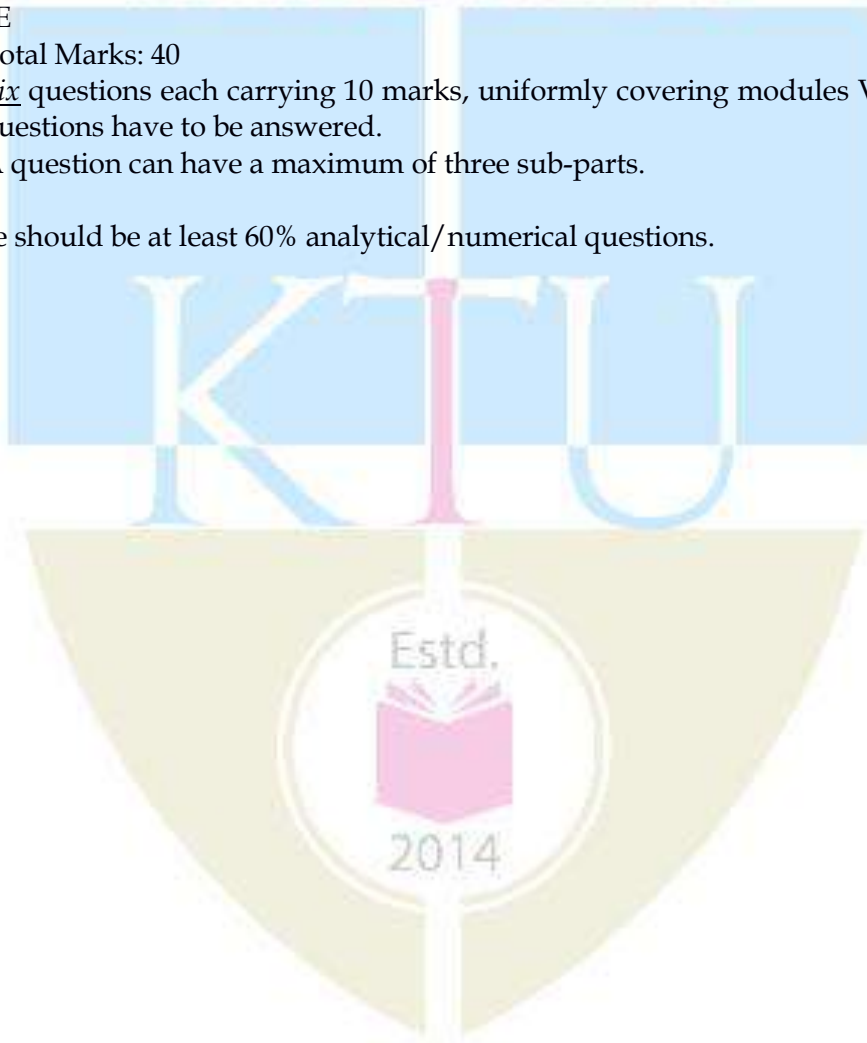 E
otal Marks: 40
ix questions each carrying 10 marks, uniformly covering modules V
uestions have to be answered.
question can have a maximum of three sub-parts.
e should be at least 60% analytical/numerical questions.
KTU
Estd.
2014